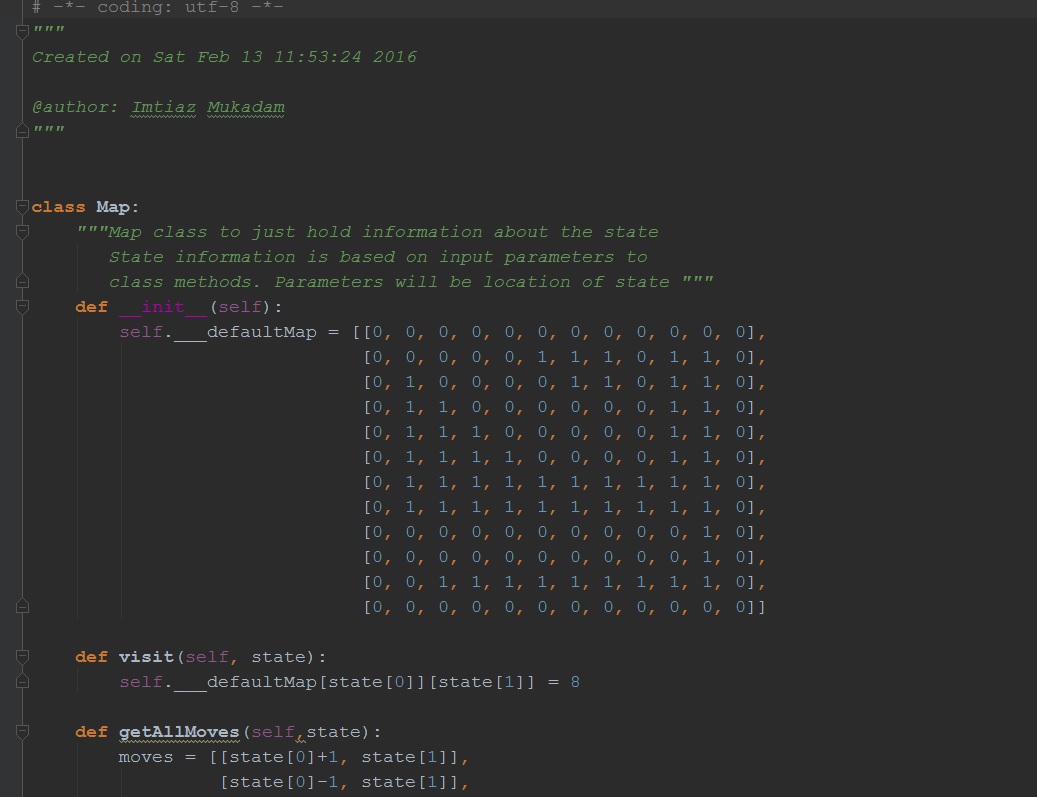 # -*- coding: utf-8 -*-
"""
Created on Sat Feb 13 11:53:24 2016
@author: Imtiaz Mukadam
"""
class Map:
    """Map class to just hold information about the state
       State information is based on input parameters to
       class methods. Parameters will be location of state """
    def __init__(self):
        self.___defaultMap = [[0, 0, 0, 0, 0, 0, 0, 0, 0, 0, 0, 0],
                              [0, 0, 0, 0, 0, 1, 1, 1, 0, 1, 1, 0],
                              [0, 1, 0, 0, 0, 0, 1, 1, 0, 1, 1, 0],
                              [0, 1, 1, 0, 0, 0, 0, 0, 0, 1, 1, 0],
                              [0, 1, 1, 1, 0, 0, 0, 0, 0, 1, 1, 0],
                              [0, 1, 1, 1, 1, 0, 0, 0, 0, 1, 1, 0],
                              [0, 1, 1, 1, 1, 1, 1, 1, 1, 1, 1, 0],
                              [0, 1, 1, 1, 1, 1, 1, 1, 1, 1, 1, 0],
                              [0, 0, 0, 0, 0, 0, 0, 0, 0, 0, 1, 0],
                              [0, 0, 0, 0, 0, 0, 0, 0, 0, 0, 1, 0],
                              [0, 0, 1, 1, 1, 1, 1, 1, 1, 1, 1, 0],
                              [0, 0, 0, 0, 0, 0, 0, 0, 0, 0, 0, 0]]
    def visit(self, state):
        self.___defaultMap[state[0]][state[1]] = 8
    def getAllMoves(self,state):
        moves = [[state[0]+1, state[1]],
                 [state[0]-1, state[1]],